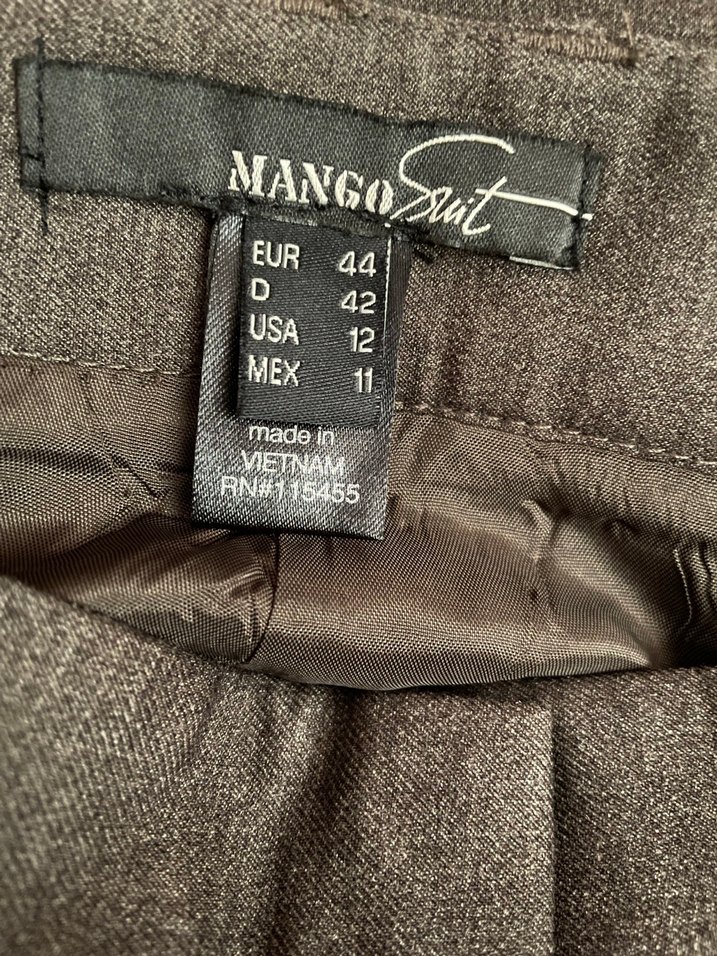 MANGO Suit
EUR 44
D 42
USA 12
MEX 11
made in
VIETNAM
RN#115455